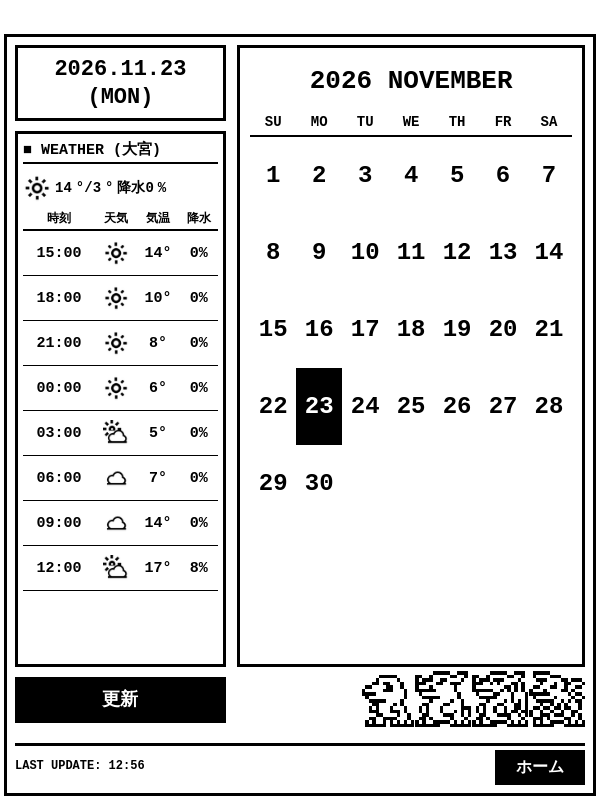 2026.11.23
(MON)
■ WEATHER (大宮)
14°/3° 降水0%
時刻 天気 気温 降水
15:00 14° 0%
18:00 10° 0%
21:00 8° 0%
00:00 6° 0%
03:00 5° 0%
06:00 7° 0%
09:00 14° 0%
12:00 17° 8%
更新
2026 NOVEMBER
SU MO TU WE TH FR SA
1 2 3 4 5 6 7
8 9 10 11 12 13 14
15 16 17 18 19 20 21
22 23 24 25 26 27 28
29 30
LAST UPDATE: 12:56
ホーム